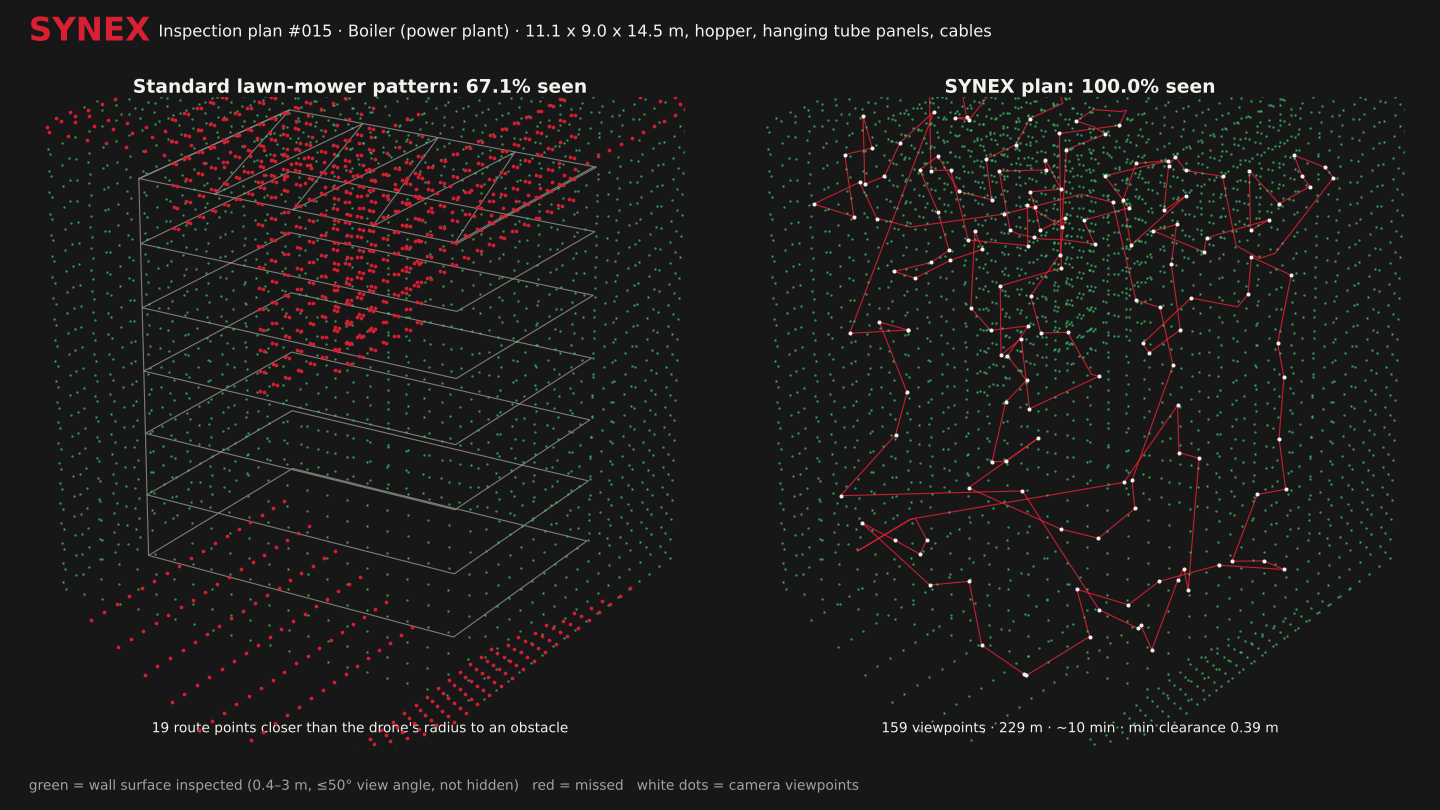 SYNEX Inspection plan #015 · Boiler (power plant) · 11.1 x 9.0 x 14.5 m, hopper, hanging tube panels, cables
Standard lawn-mower pattern: 67.1% seen
SYNEX plan: 100.0% seen
19 route points closer than the drone's radius to an obstacle
159 viewpoints · 229 m · ~10 min · min clearance 0.39 m
green = wall surface inspected (0.4–3 m, ≤50° view angle, not hidden)   red = missed   white dots = camera viewpoints